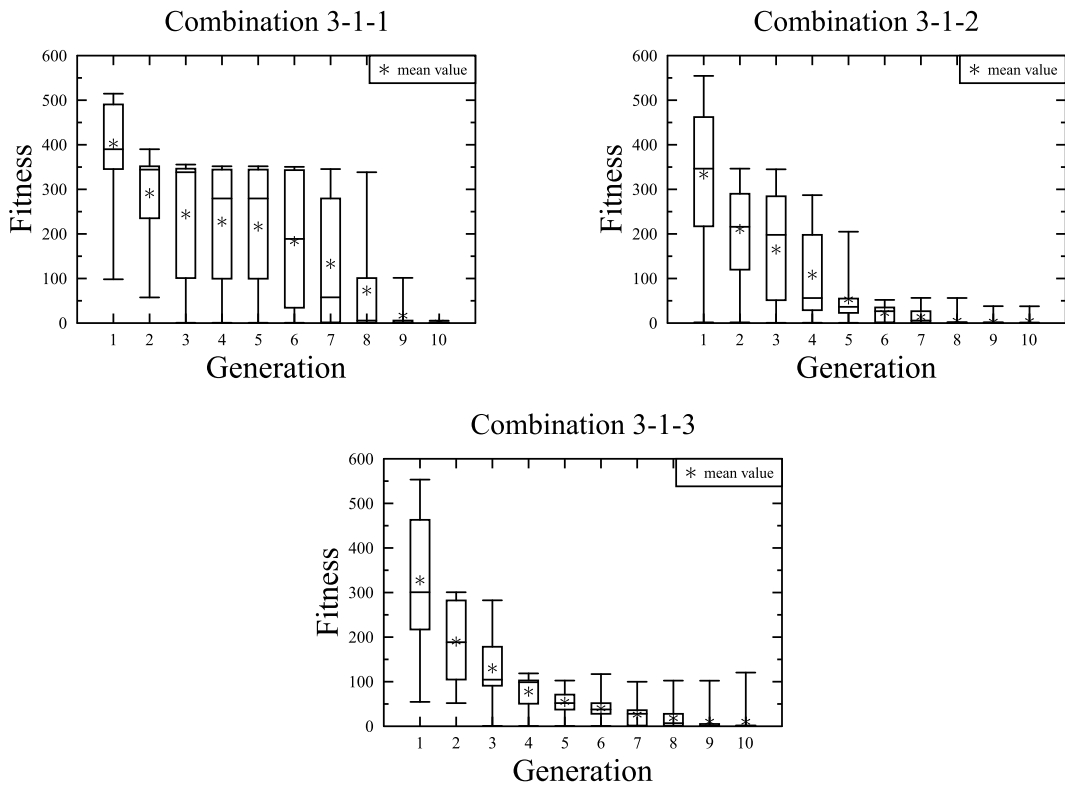 Combination 3-1-1
600
500
400
300
200
100
0
Fitness
* mean value
1 2 3 4 5 6 7 8 9 10
Generation
Combination 3-1-2
600
500
400
300
200
100
0
Fitness
* mean value
1 2 3 4 5 6 7 8 9 10
Generation
Combination 3-1-3
600
500
400
300
200
100
0
Fitness
* mean value
1 2 3 4 5 6 7 8 9 10
Generation